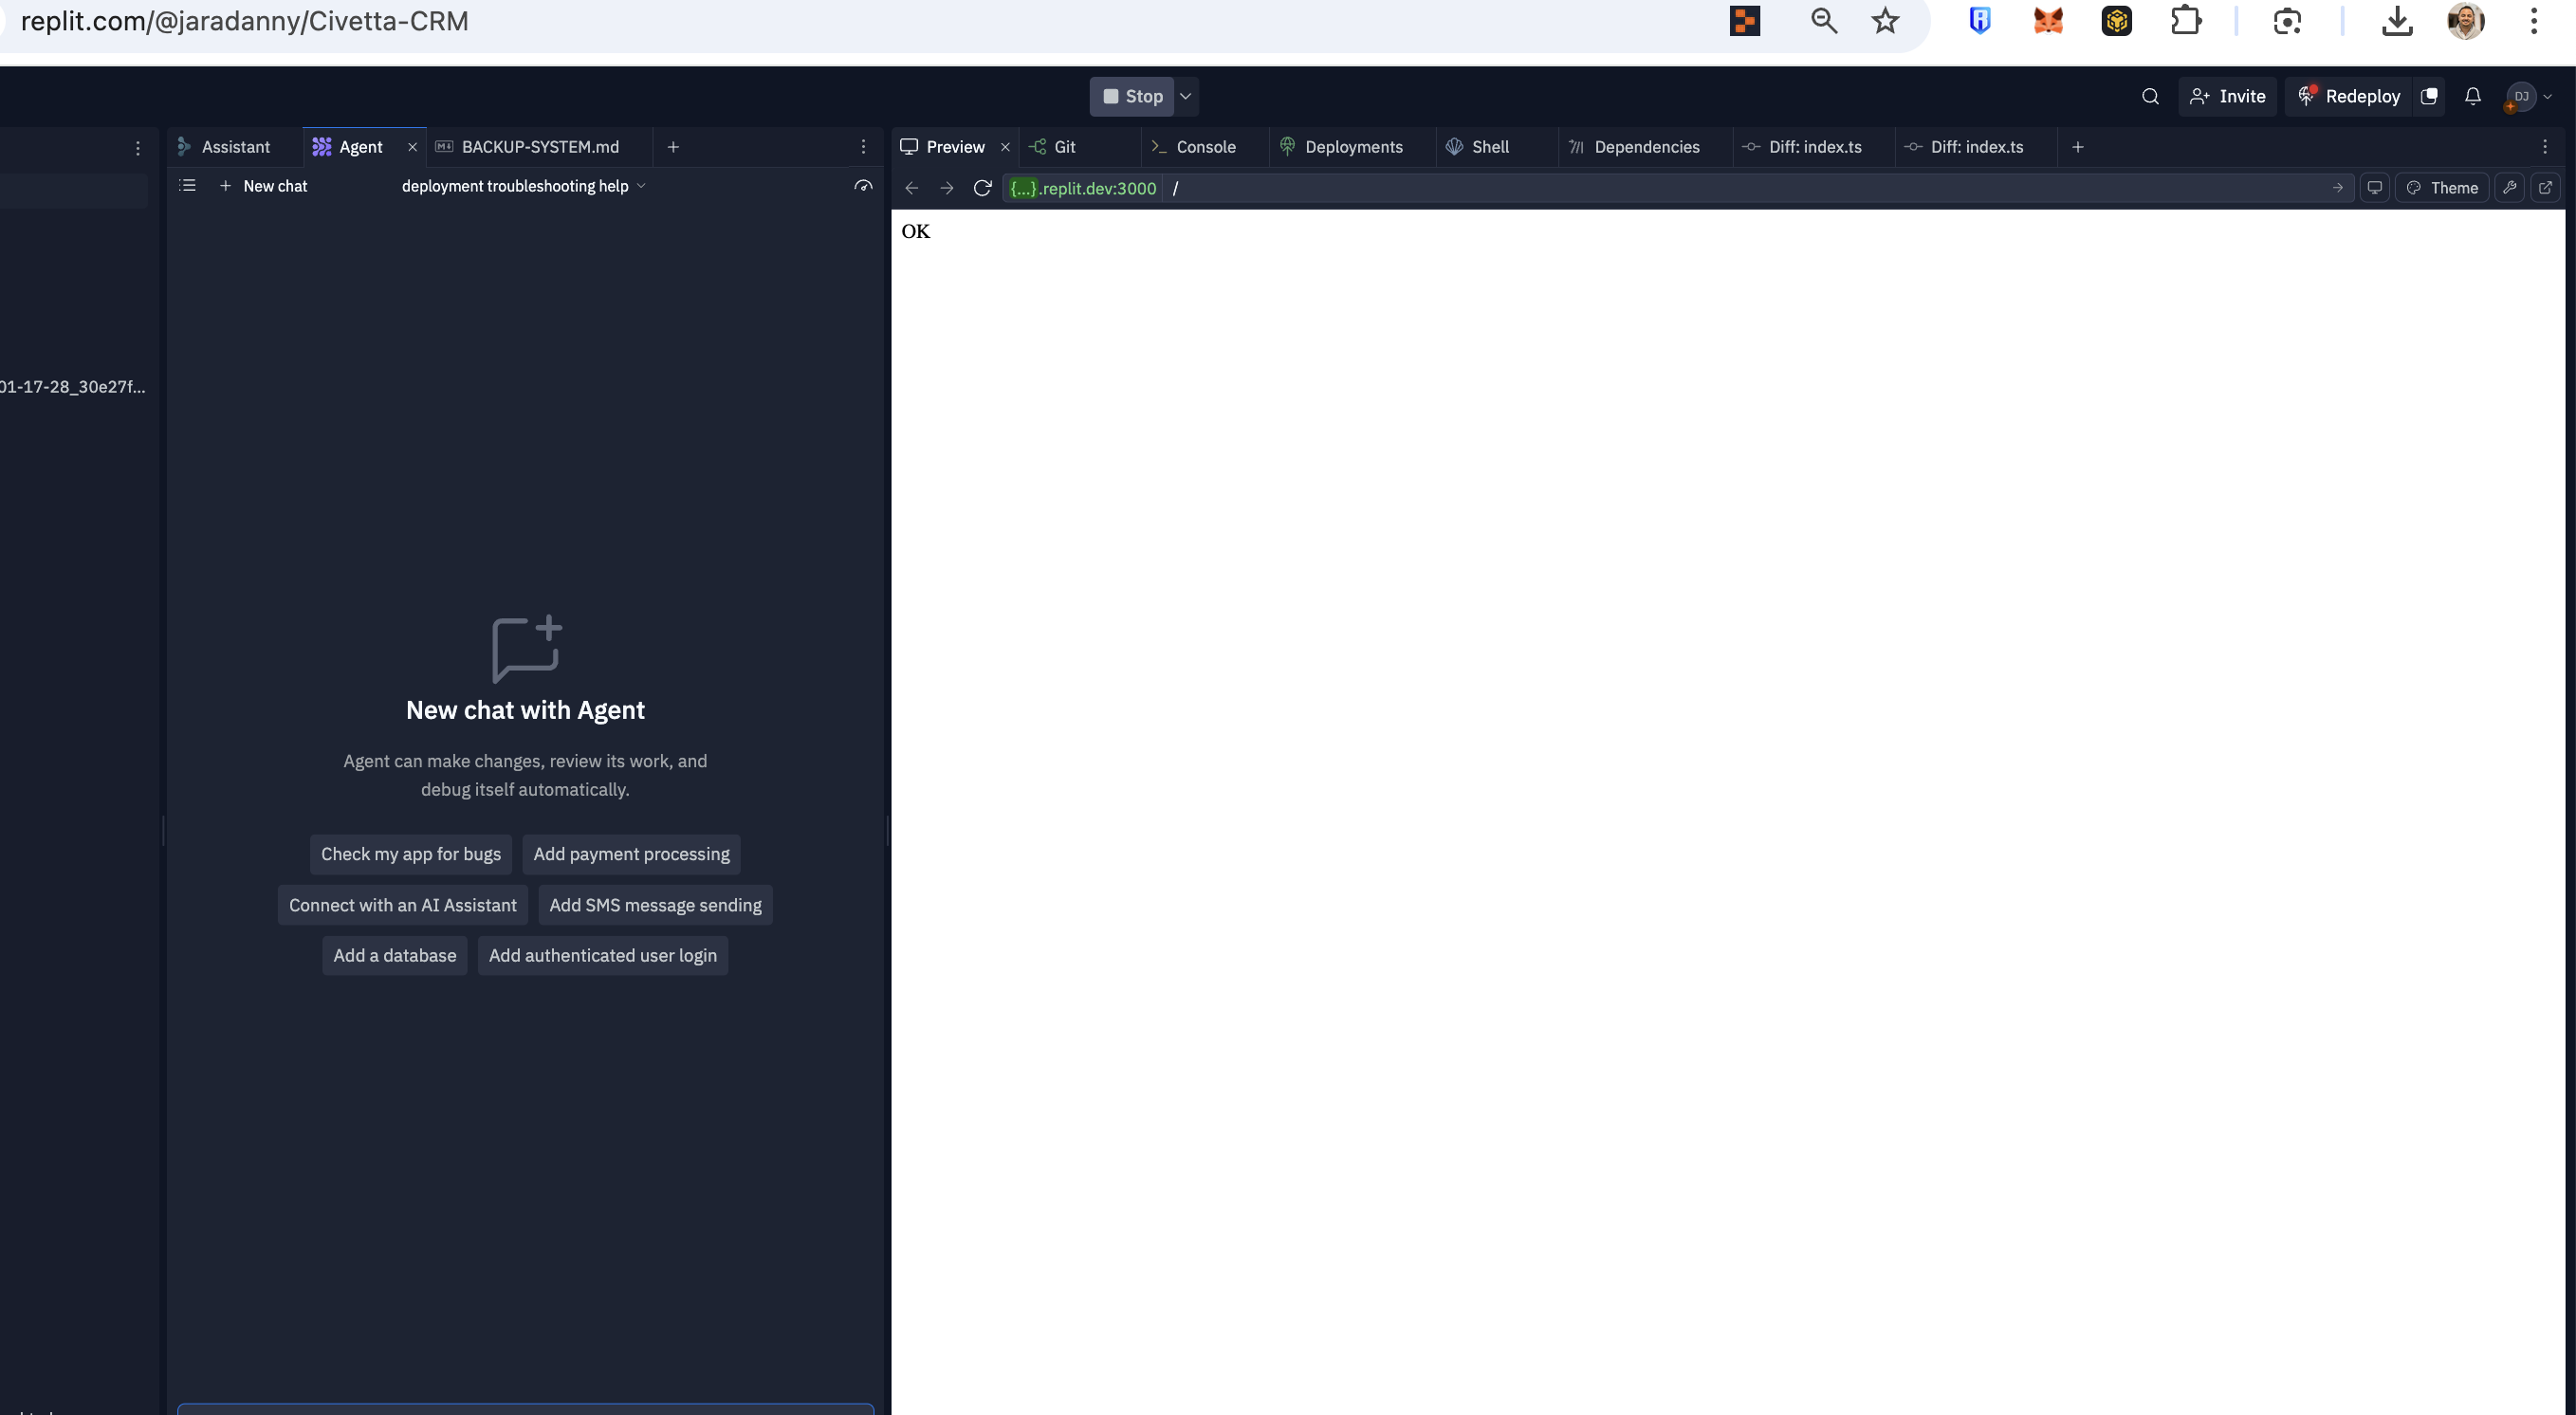 replit.com/@jaradanny/Civetta-CRM
Stop
Invite
Redeploy
DJ
Assistant
Agent
BACKUP-SYSTEM.md
Preview
Git
Console
Deployments
Shell
Dependencies
Diff: index.ts
Diff: index.ts
New chat
deployment troubleshooting help
{...}.replit.dev:3000 /
Theme
OK
01-17-28_30e27f...
New chat with Agent
Agent can make changes, review its work, and
debug itself automatically.
Check my app for bugs
Add payment processing
Connect with an AI Assistant
Add SMS message sending
Add a database
Add authenticated user login